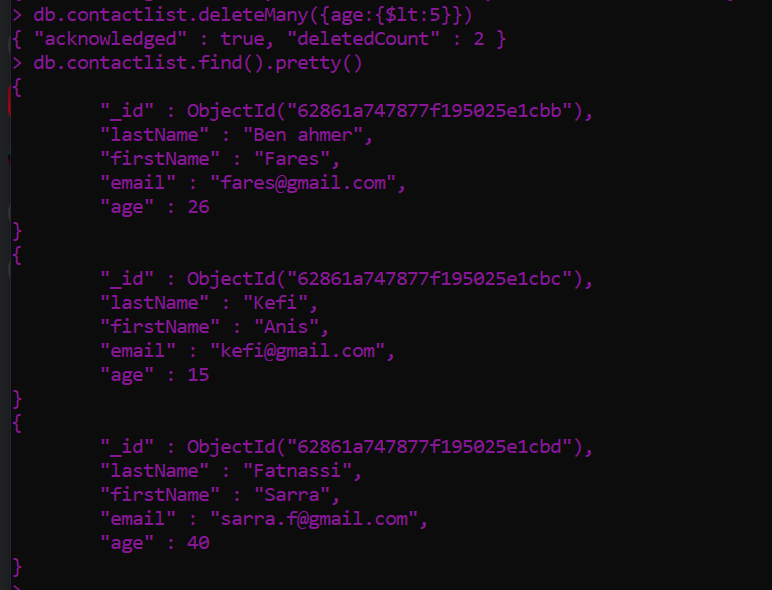 > db.contactlist.deleteMany({age:{$lt:5}})
{ "acknowledged" : true, "deletedCount" : 2 }
> db.contactlist.find().pretty()
{
        "_id" : ObjectId("62861a747877f195025e1cbb"),
        "lastName" : "Ben ahmer",
        "firstName" : "Fares",
        "email" : "fares@gmail.com",
        "age" : 26
}
{
        "_id" : ObjectId("62861a747877f195025e1cbc"),
        "lastName" : "Kefi",
        "firstName" : "Anis",
        "email" : "kefi@gmail.com",
        "age" : 15
}
{
        "_id" : ObjectId("62861a747877f195025e1cbd"),
        "lastName" : "Fatnassi",
        "firstName" : "Sarra",
        "email" : "sarra.f@gmail.com",
        "age" : 40
}
>